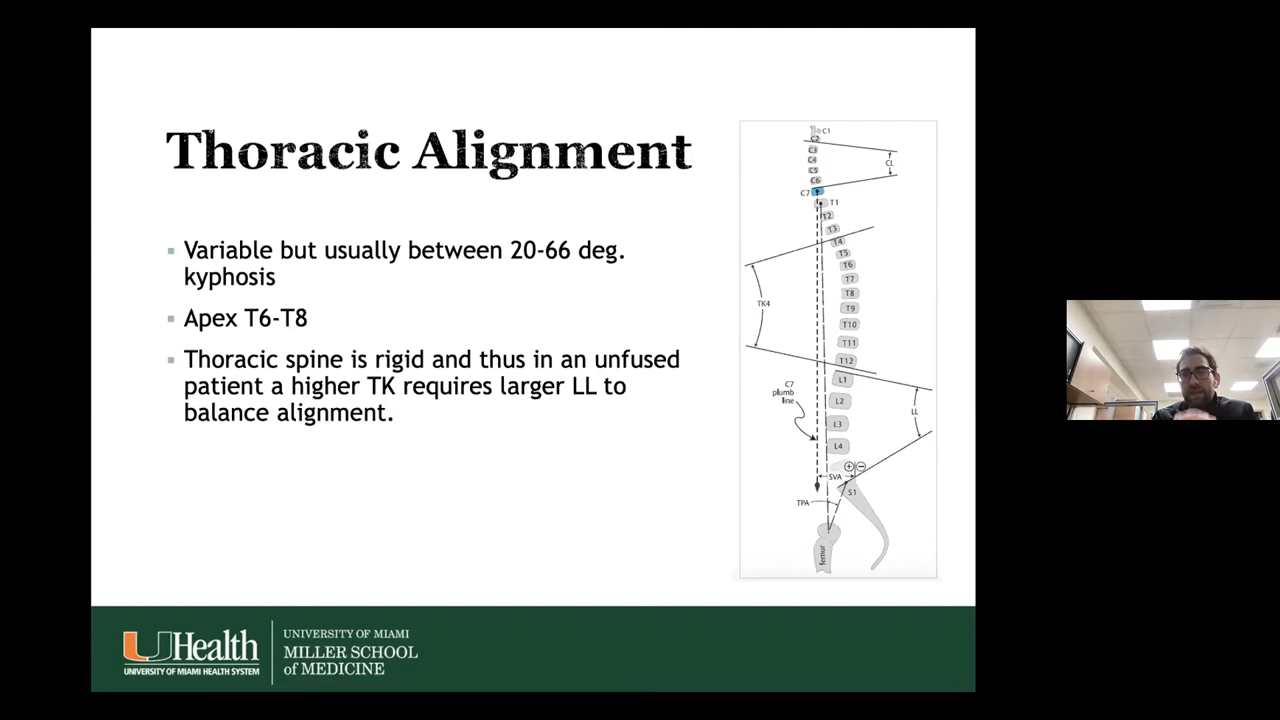 Thoracic Alignment
Variable but usually between 20-66 deg.
kyphosis
Apex T6-T8
Thoracic spine is rigid and thus in an unfused
patient a higher TK requires larger LL to
balance alignment.
C1
C2
C3
C4
C5
C6
CL
C7
T1
T2
T3
T4
T5
T6
T7
T8
T9
T10
T11
T12
TK4
L1
L2
L3
L4
LL
C7
plumb
line
SVA
S1
TPA
femur
UHealth
UNIVERSITY OF MIAMI HEALTH SYSTEM
UNIVERSITY OF MIAMI
MILLER SCHOOL
of MEDICINE